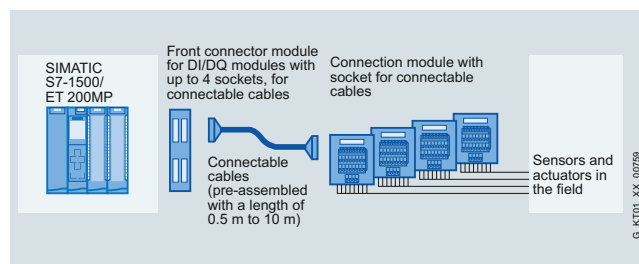 SIMATIC
S7-1500/
ET 200MP
Front connector module
for DI/DQ modules with
up to 4 sockets, for
connectable cables
Connectable
cables
(pre-assembled
with a length of
0.5 m to 10 m)
Connection module with
socket for connectable
cables
Sensors and
actuators in
the field
G_KT01_XX_00759